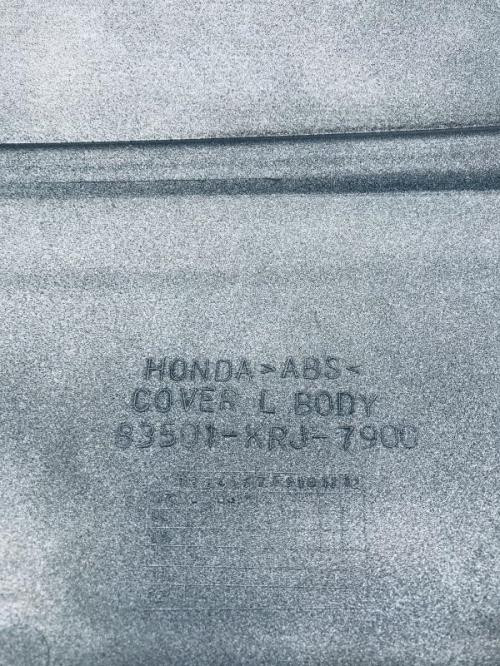 HONDA >ABS<
COVER L BODY
83501-KRJ-7900